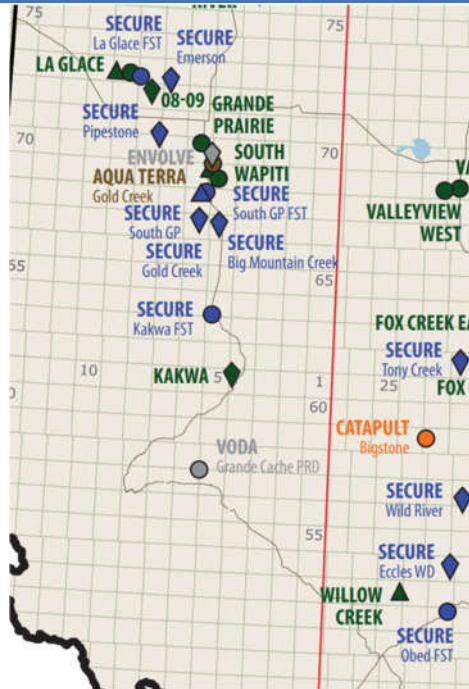 RIVER
75
75
SECURE
La Glace FST
SECURE
Emerson
LA GLACE
08-09
GRANDE
PRAIRIE
SECURE
Pipestone
70
70
ENVOLVE
SOUTH
WAPITI
AQUA TERRA
Gold Creek
SECURE
South GP FST
VALLEYVIEW
WEST
SECURE
South GP
SECURE
Gold Creek
SECURE
Big Mountain Creek
65
65
SECURE
Kakwa FST
FOX CREEK
SECURE
Tony Creek
10
KAKWA
5
1
25
FOX
60
CATAPULT
Bigstone
VODA
Grande Cache PRD
SECURE
Wild River
55
SECURE
Eccles WD
WILLOW
CREEK
SECURE
Obed FST